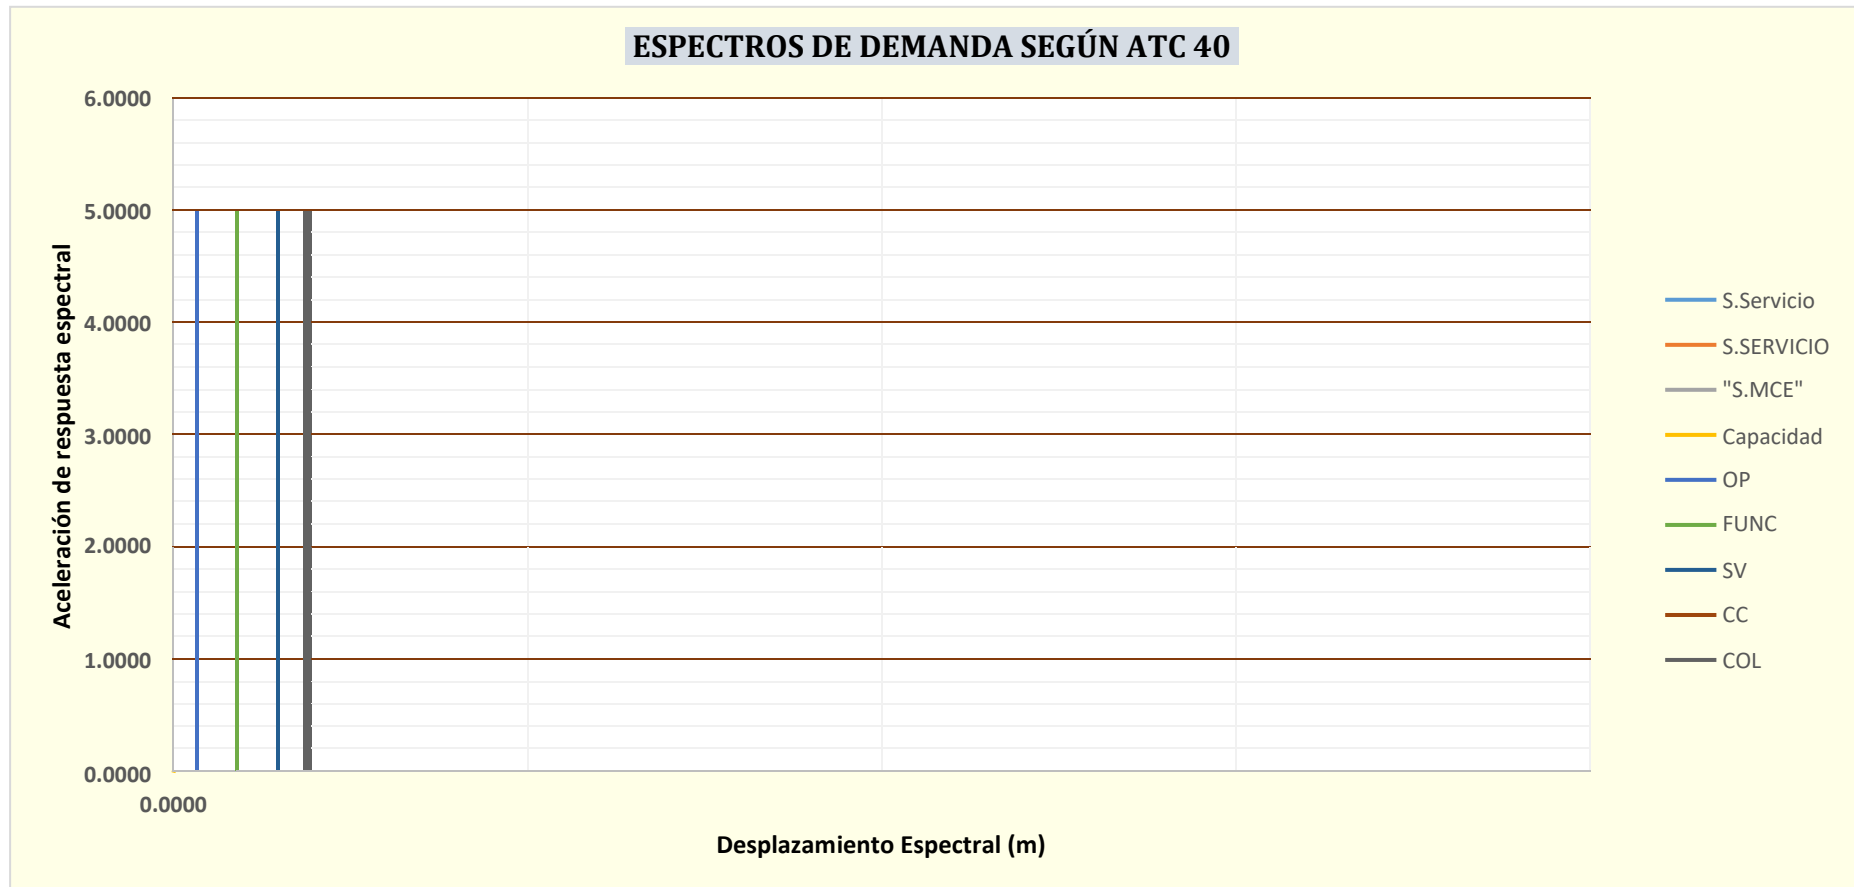 ESPECTROS DE DEMANDA SEGÚN ATC 40
6.0000
5.0000
4.0000
3.0000
2.0000
1.0000
0.0000
0.0000
Aceleración de respuesta espectral
Desplazamiento Espectral (m)
S.Servicio
S.SERVICIO
"S.MCE"
Capacidad
OP
FUNC
SV
CC
COL